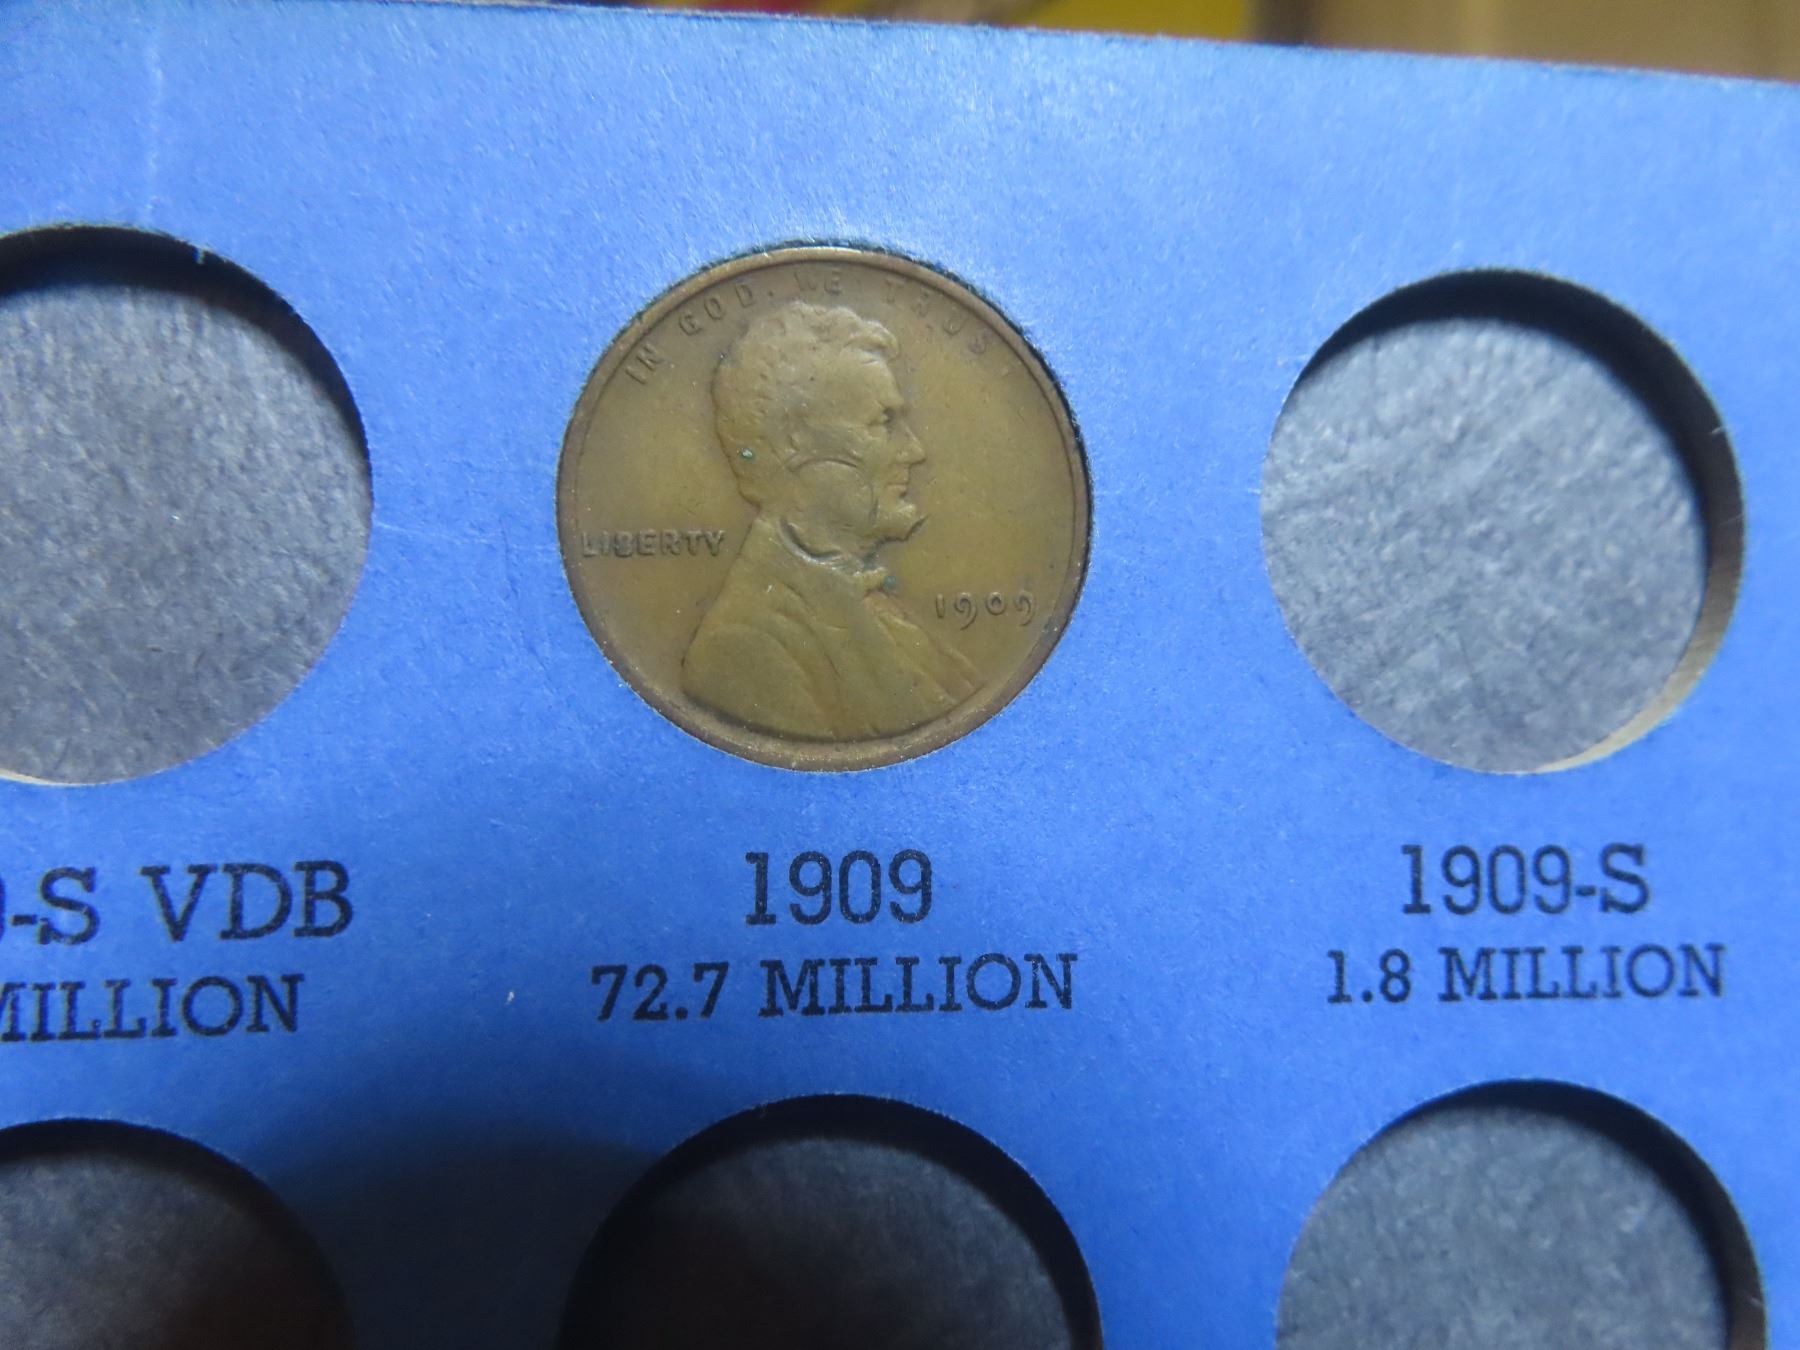 IN GOD WE TRUST
LIBERTY
1909
-S VDB
MILLION
1909
72.7 MILLION
1909-S
1.8 MILLION